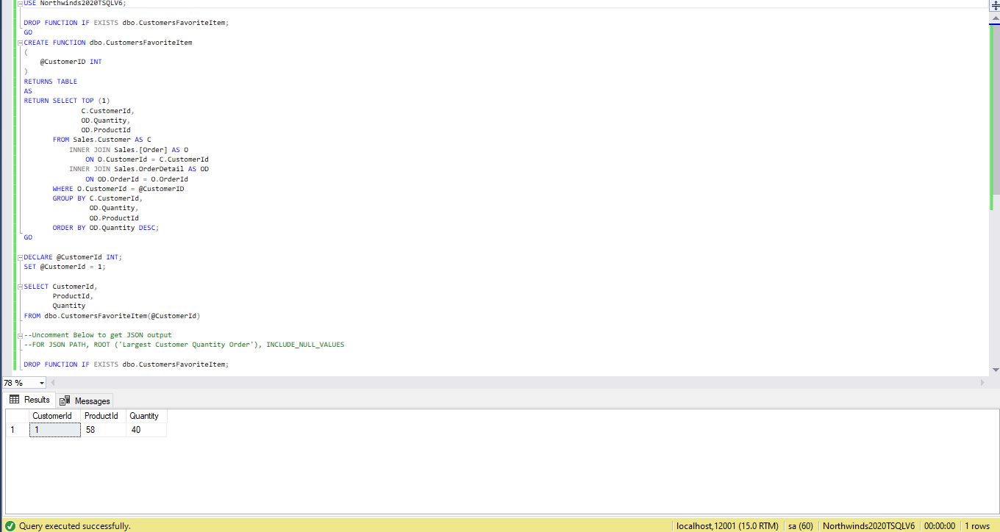 USE Northwinds2020TSQLV6;
DROP FUNCTION IF EXISTS dbo.CustomersFavoriteItem;
GO
CREATE FUNCTION dbo.CustomersFavoriteItem
(
@CustomerID INT
)
RETURNS TABLE
AS
RETURN SELECT TOP (1)
C.CustomerId,
OD.Quantity,
OD.ProductId
FROM Sales.Customer AS C
INNER JOIN Sales.[Order] AS O
ON O.CustomerId = C.CustomerId
INNER JOIN Sales.OrderDetail AS OD
ON OD.OrderId = O.OrderId
WHERE O.CustomerId = @CustomerID
GROUP BY C.CustomerId,
OD.Quantity,
OD.ProductId
ORDER BY OD.Quantity DESC;
GO
DECLARE @CustomerId INT;
SET @CustomerId = 1;
SELECT CustomerId,
ProductId,
Quantity
FROM dbo.CustomersFavoriteItem(@CustomerId)
--Uncomment Below to get JSON output
--FOR JSON PATH, ROOT ('Largest Customer Quantity Order'), INCLUDE_NULL_VALUES
DROP FUNCTION IF EXISTS dbo.CustomersFavoriteItem;
78 %
Results Messages
CustomerId ProductId Quantity
1 1 58 40
Query executed successfully. localhost,12001 (15.0 RTM) sa (60) Northwinds2020TSQLV6 00:00:00 1 rows